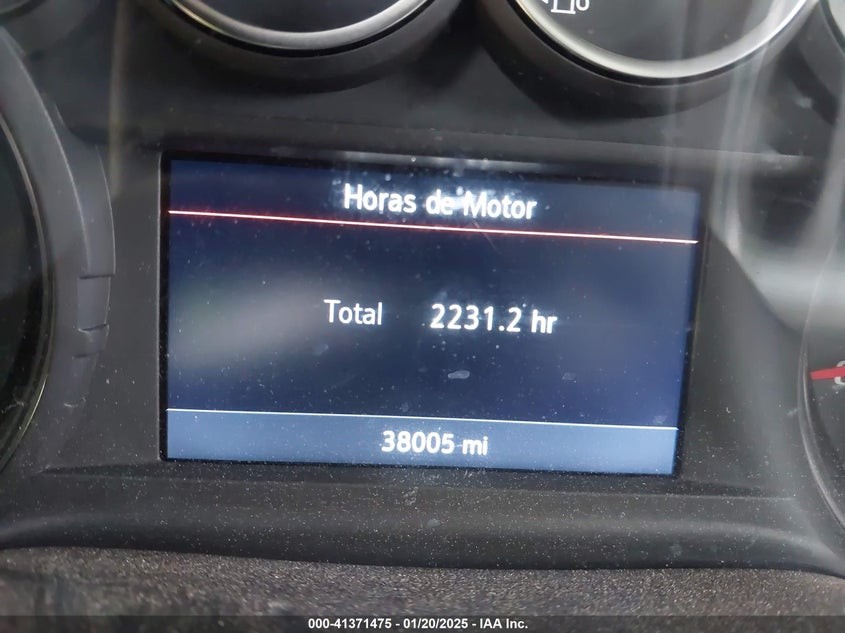 Horas de Motor
Total 2231.2 hr
38005 mi
000-41371475 — 01/20/2025 — IAA Inc.